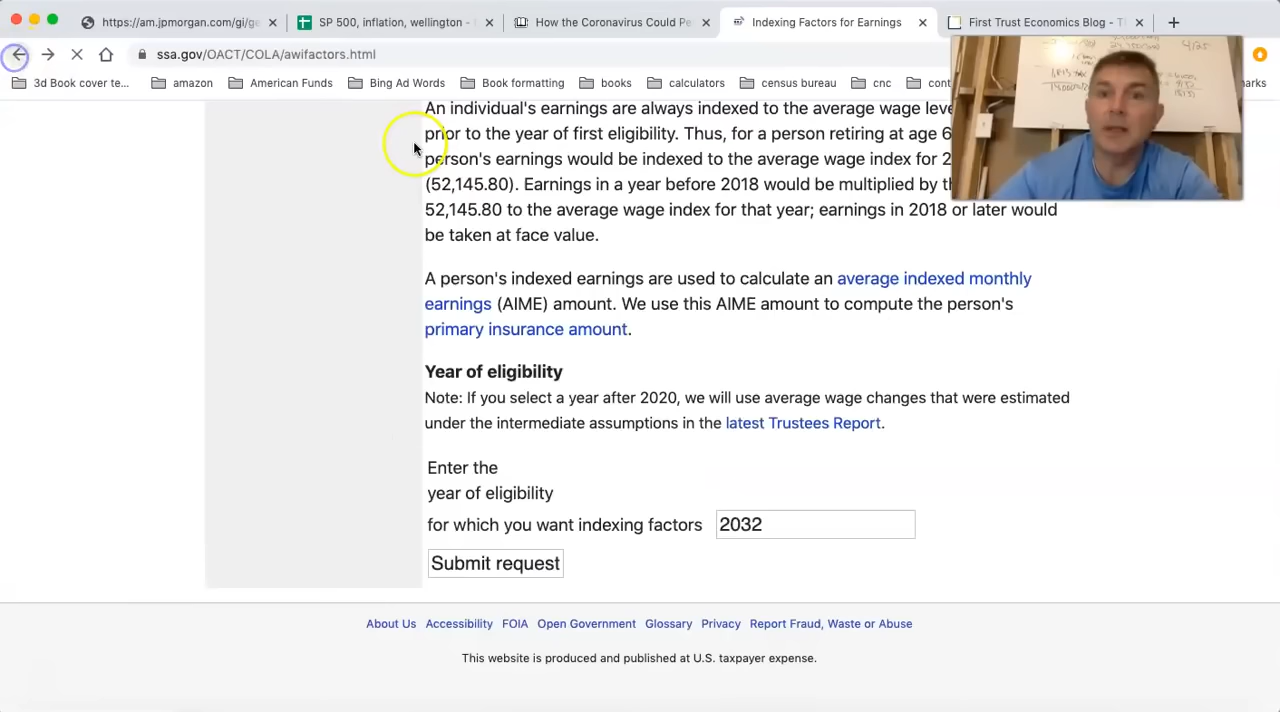 https://am.jpmorgan.com/gi/ge
SP 500, inflation, wellington -
How the Coronavirus Could Pe
Indexing Factors for Earnings
First Trust Economics Blog - Th
ssa.gov/OACT/COLA/awifactors.html
3d Book cover te...
amazon
American Funds
Bing Ad Words
Book formatting
books
calculators
census bureau
cnc
An individual's earnings are always indexed to the average wage leve
prior to the year of first eligibility. Thus, for a person retiring at age 6
person's earnings would be indexed to the average wage index for 2
(52,145.80). Earnings in a year before 2018 would be multiplied by th
52,145.80 to the average wage index for that year; earnings in 2018 or later would
be taken at face value.
A person's indexed earnings are used to calculate an average indexed monthly
earnings (AIME) amount. We use this AIME amount to compute the person's
primary insurance amount.
Year of eligibility
Note: If you select a year after 2020, we will use average wage changes that were estimated
under the intermediate assumptions in the latest Trustees Report.
Enter the
year of eligibility
for which you want indexing factors 2032
Submit request
About Us Accessibility FOIA Open Government Glossary Privacy Report Fraud, Waste or Abuse
This website is produced and published at U.S. taxpayer expense.